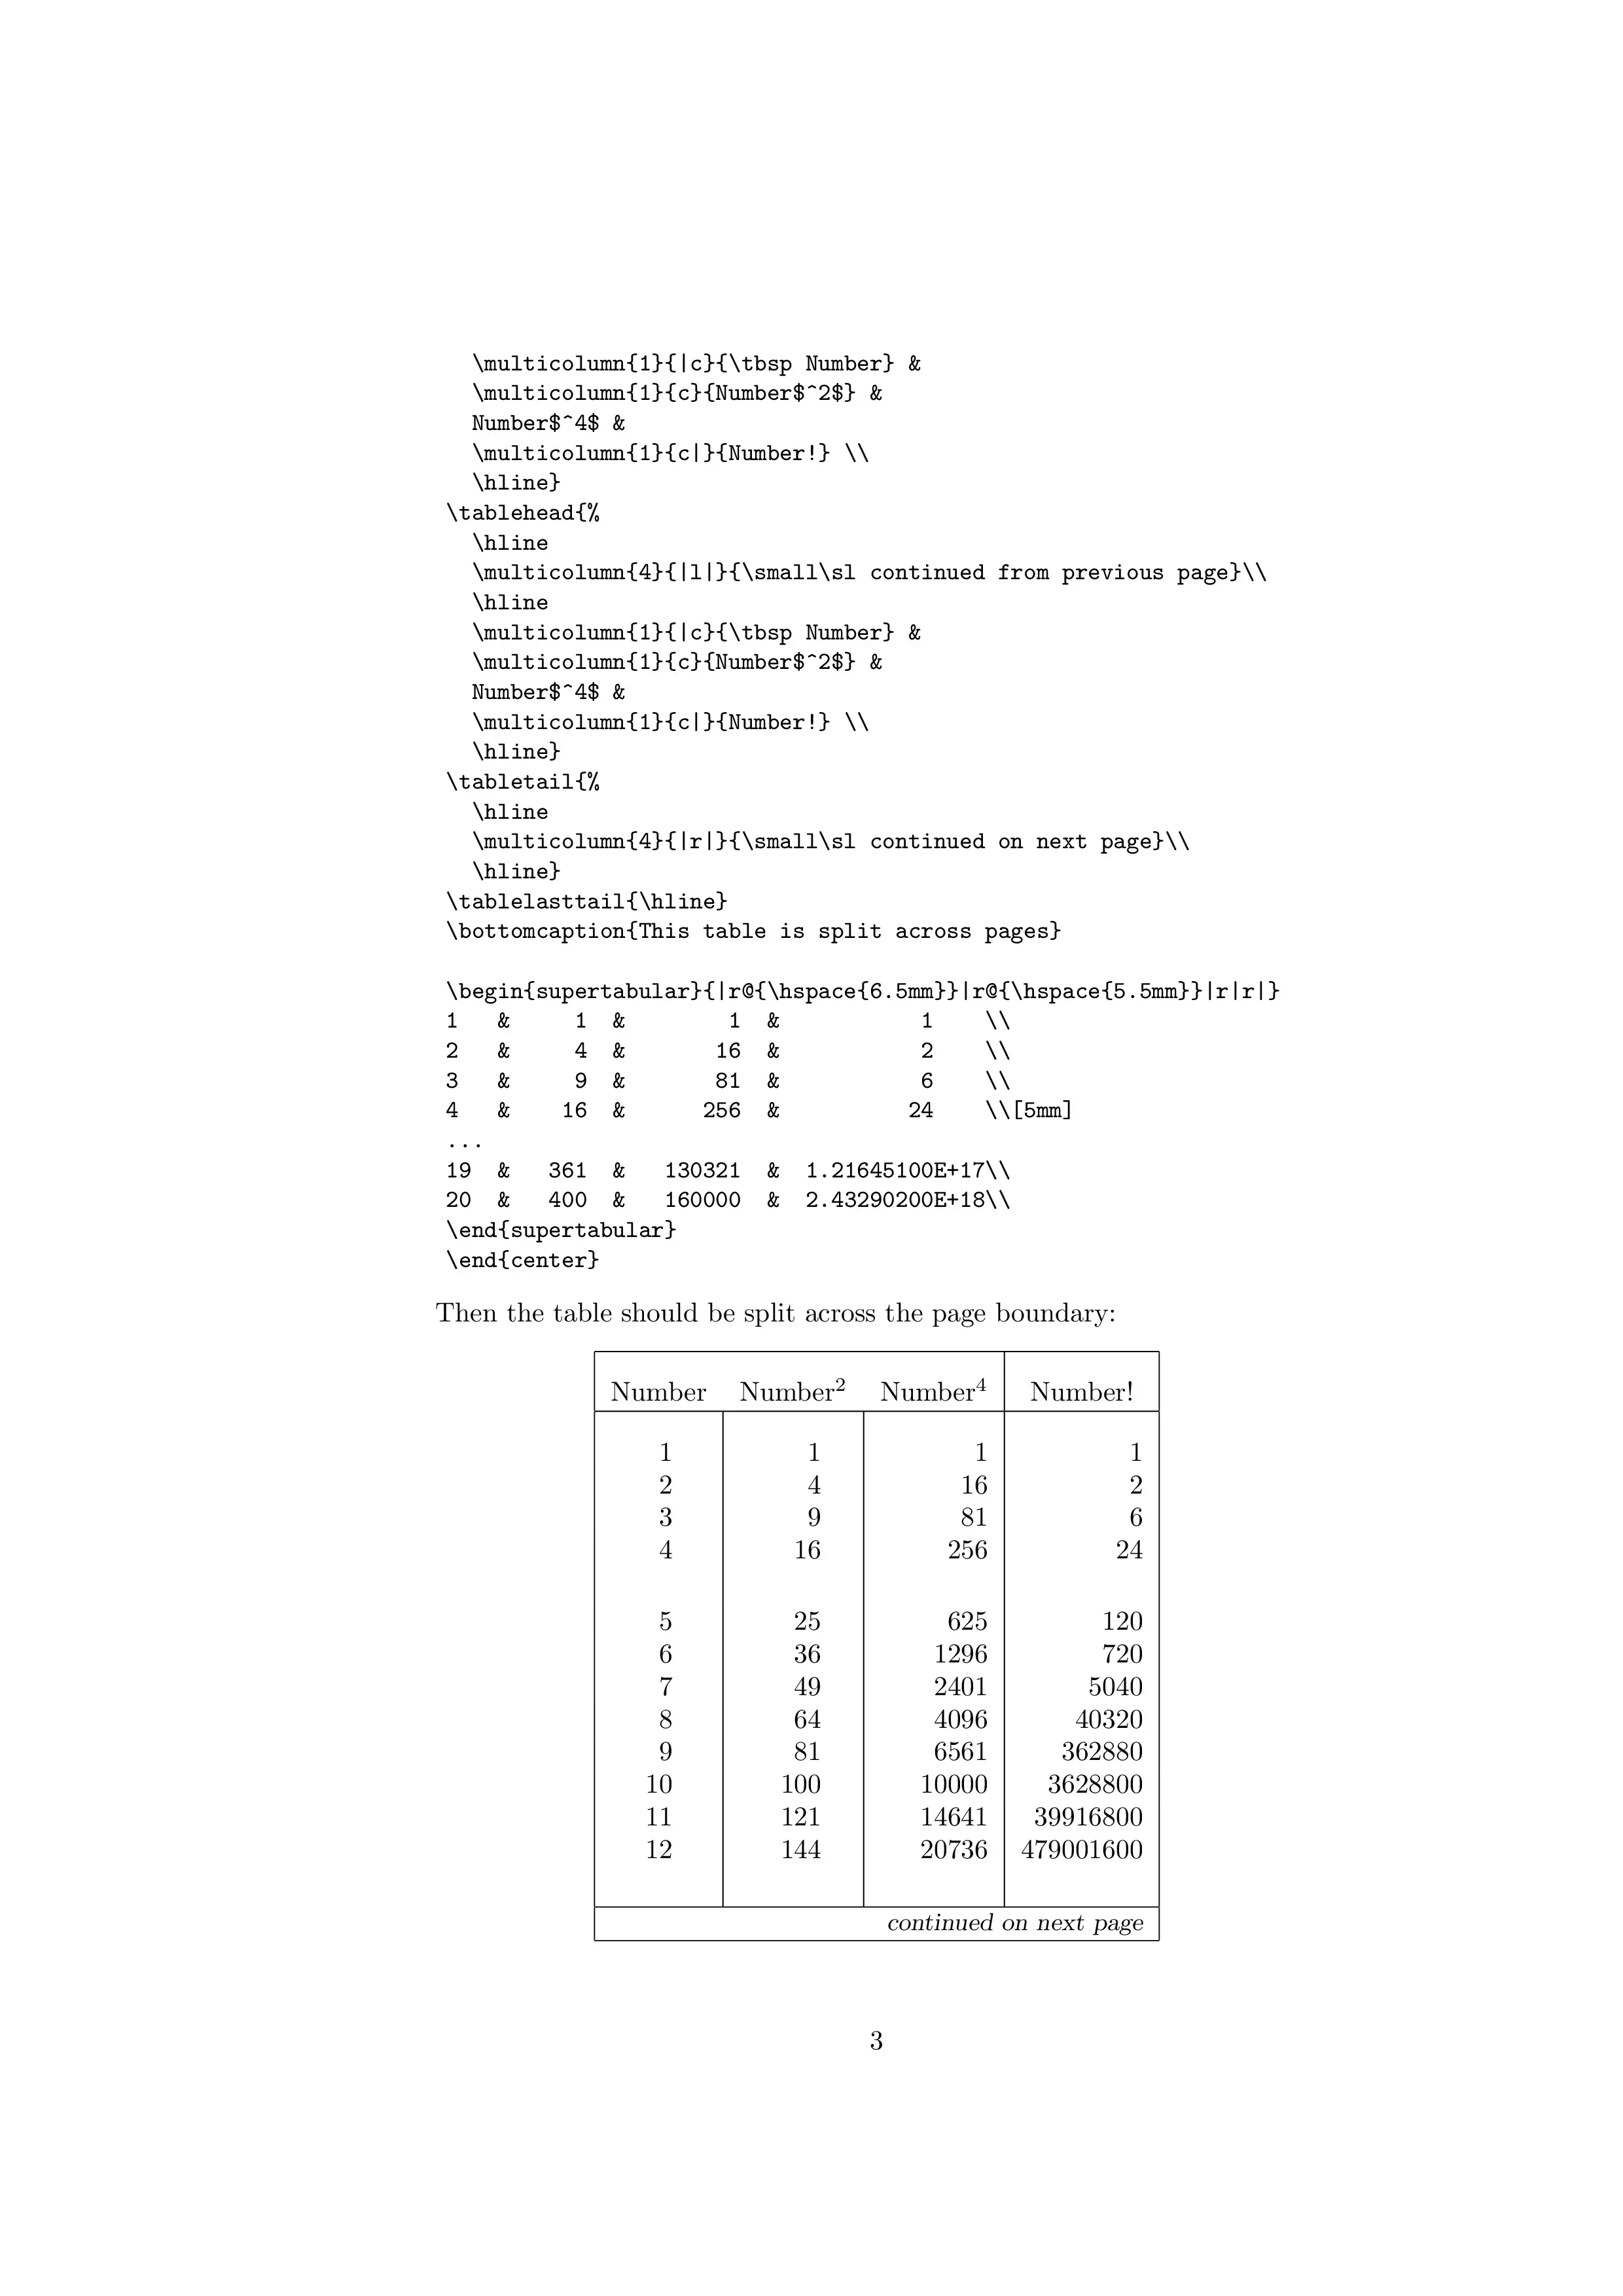 \multicolumn{1}{|c}{\tbsp Number} &
\multicolumn{1}{c}{Number$^2$} &
Number$^4$ &
\multicolumn{1}{c|}{Number!} \\
\hline}
\tablehead{%
\hline
\multicolumn{4}{|l|}{\small\sl continued from previous page}\\
\hline
\multicolumn{1}{|c}{\tbsp Number} &
\multicolumn{1}{c}{Number$^2$} &
Number$^4$ &
\multicolumn{1}{c|}{Number!} \\
\hline}
\tabletail{%
\hline
\multicolumn{4}{|r|}{\small\sl continued on next page}\\
\hline}
\tablelasttail{\hline}
\bottomcaption{This table is split across pages}
\begin{supertabular}{|r@{\hspace{6.5mm}}|r@{\hspace{5.5mm}}|r|r|}
1 & 1 & 1 & 1 \\
2 & 4 & 16 & 2 \\
3 & 9 & 81 & 6 \\
4 & 16 & 256 & 24 \\[5mm]
...
19 & 361 & 130321 & 1.21645100E+17\\
20 & 400 & 160000 & 2.43290200E+18\\
\end{supertabular}
\end{center}
Then the table should be split across the page boundary:
Number Number² Number⁴ Number!
1 1 1 1
2 4 16 2
3 9 81 6
4 16 256 24
5 25 625 120
6 36 1296 720
7 49 2401 5040
8 64 4096 40320
9 81 6561 362880
10 100 10000 3628800
11 121 14641 39916800
12 144 20736 479001600
continued on next page
3